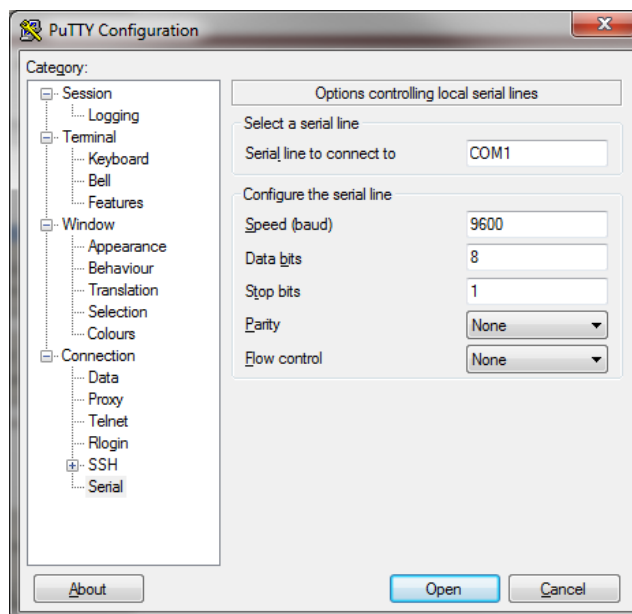 PuTTY Configuration
Category:
Session
Logging
Terminal
Keyboard
Bell
Features
Window
Appearance
Behaviour
Translation
Selection
Colours
Connection
Data
Proxy
Telnet
Rlogin
SSH
Serial
Options controlling local serial lines
Select a serial line
Serial line to connect to COM1
Configure the serial line
Speed (baud) 9600
Data bits 8
Stop bits 1
Parity None
Flow control None
About Open Cancel